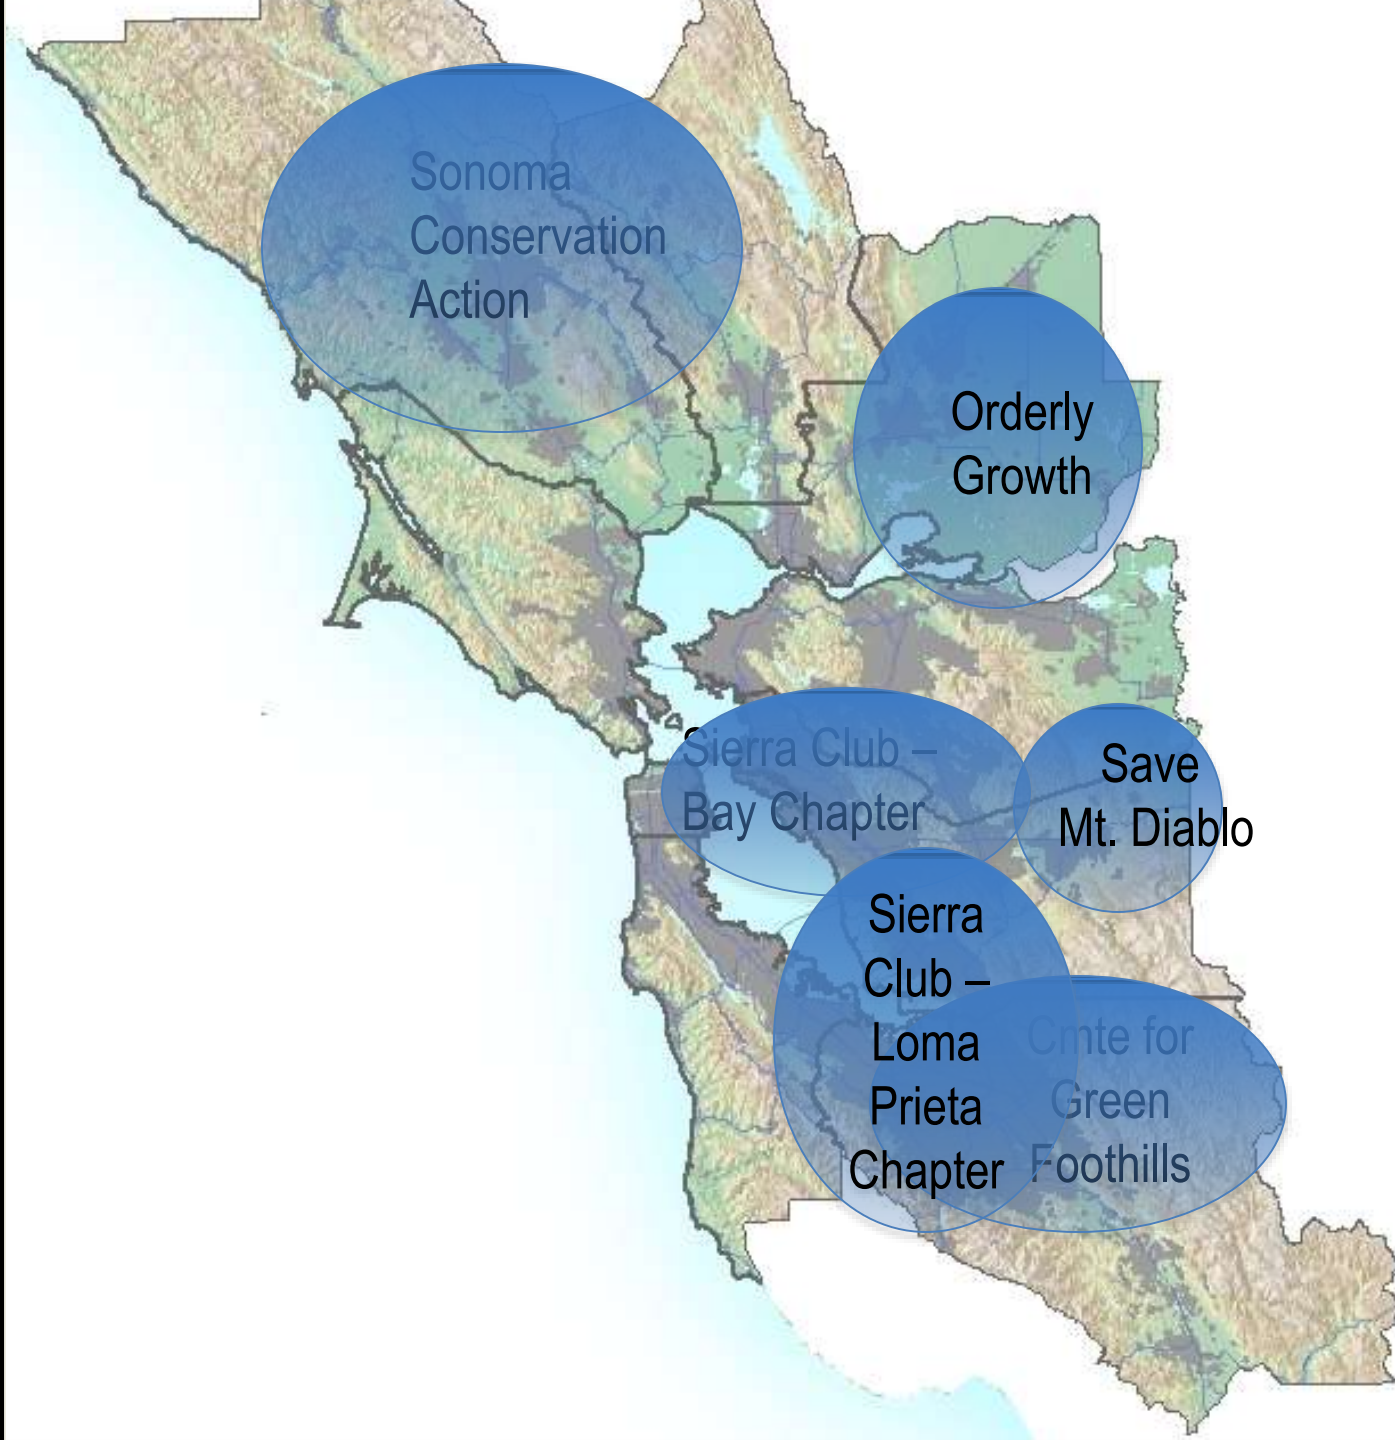 Sonoma
Conservation
Action
Orderly
Growth
Sierra Club –
Bay Chapter
Save
Mt. Diablo
Sierra
Club –
Loma
Prieta
Chapter
Cmte for
Green
Foothills